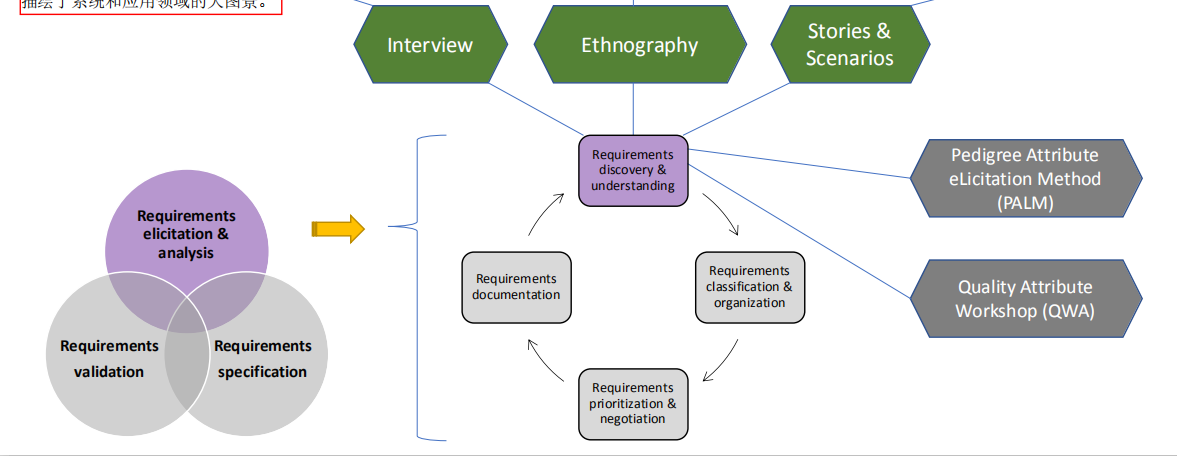 描绘了系统和应用领域的大图景。
Interview
Ethnography
Stories &
Scenarios
Requirements
discovery &
understanding
Pedigree Attribute
eLicitation Method
(PALM)
Requirements
elicitation &
analysis
Requirements
documentation
Requirements
classification &
organization
Quality Attribute
Workshop (QWA)
Requirements
validation
Requirements
specification
Requirements
prioritization &
negotiation